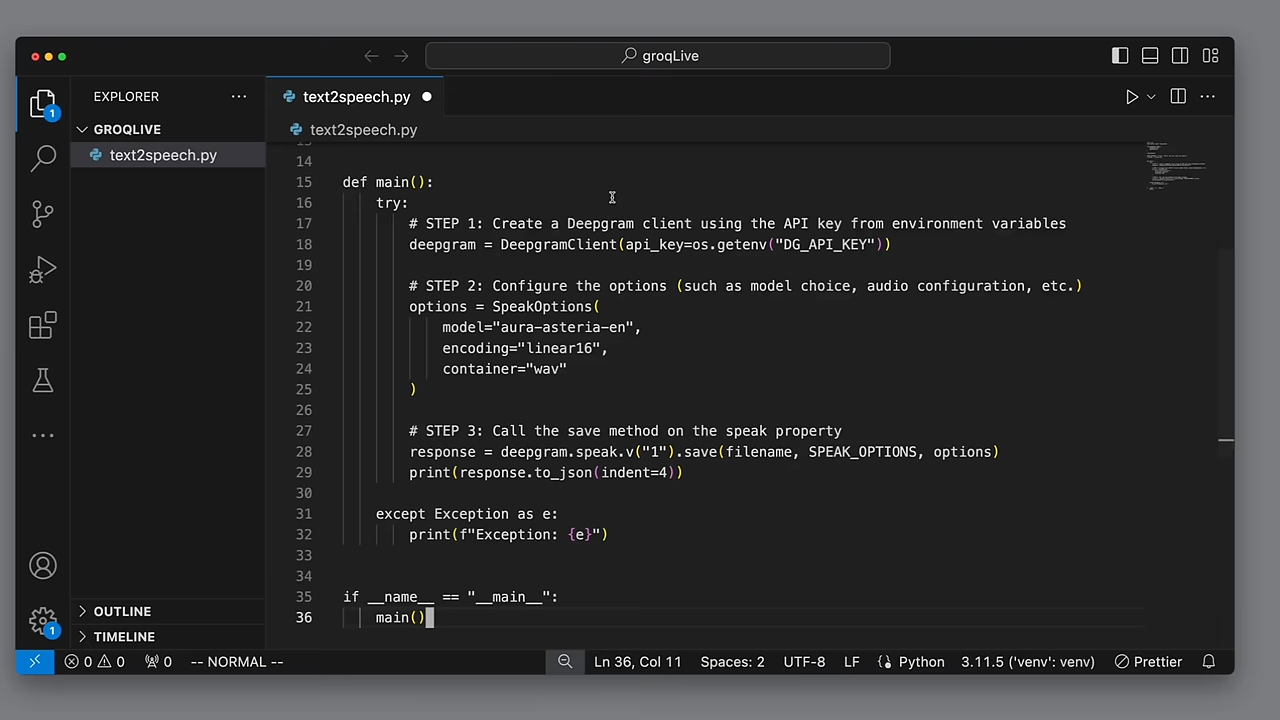 groqLive
EXPLORER
text2speech.py
1
GROQLIVE
text2speech.py
text2speech.py
14
15 def main():
16 try:
17 # STEP 1: Create a Deepgram client using the API key from environment variables
18 deepgram = DeepgramClient(api_key=os.getenv("DG_API_KEY"))
19
20 # STEP 2: Configure the options (such as model choice, audio configuration, etc.)
21 options = SpeakOptions(
22 model="aura-asteria-en",
23 encoding="linear16",
24 container="wav"
25 )
26
27 # STEP 3: Call the save method on the speak property
28 response = deepgram.speak.v("1").save(filename, SPEAK_OPTIONS, options)
29 print(response.to_json(indent=4))
30
31 except Exception as e:
32 print(f"Exception: {e}")
33
34
35 if __name__ == "__main__":
36 main()
OUTLINE
1
TIMELINE
0 0 0 -- NORMAL -- Ln 36, Col 11 Spaces: 2 UTF-8 LF Python 3.11.5 ('venv': venv) Prettier